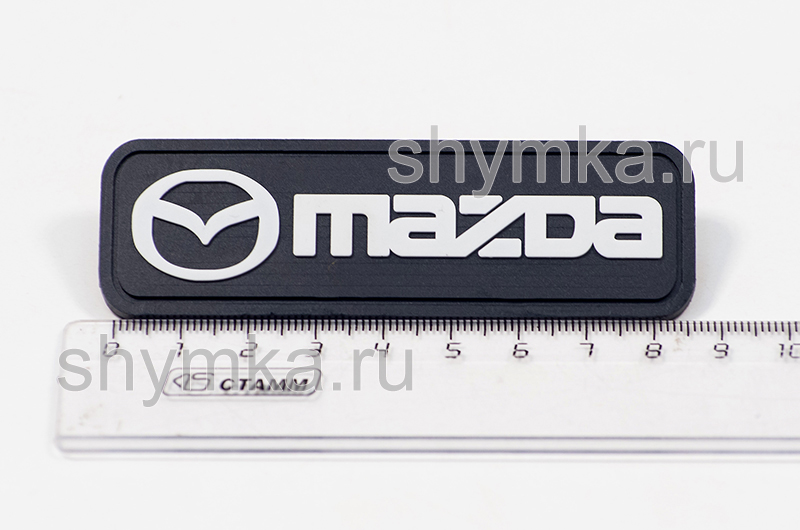 shymka.ru
mazda
0 1 2 3 4 5 6 7 8 9 10
shymka.ru
СТАММ